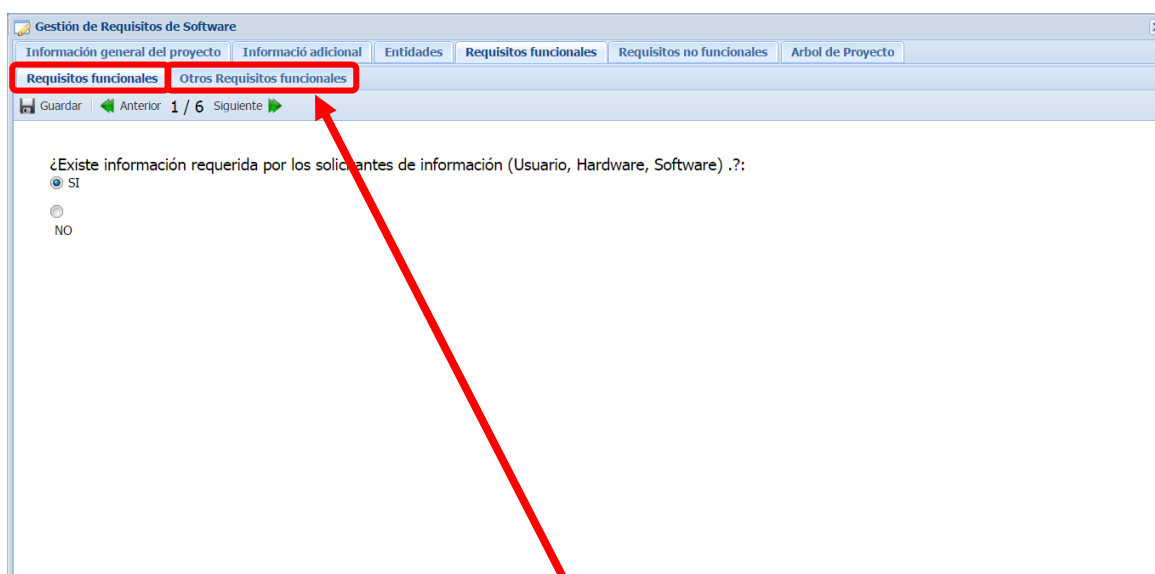 Gestión de Requisitos de Software
Información general del proyecto Informació adicional Entidades Requisitos funcionales Requisitos no funcionales Arbol de Proyecto
Requisitos funcionales Otros Requisitos funcionales
Guardar Anterior 1 / 6 Siguiente
¿Existe información requerida por los solicitantes de información (Usuario, Hardware, Software) .?:
SI
NO